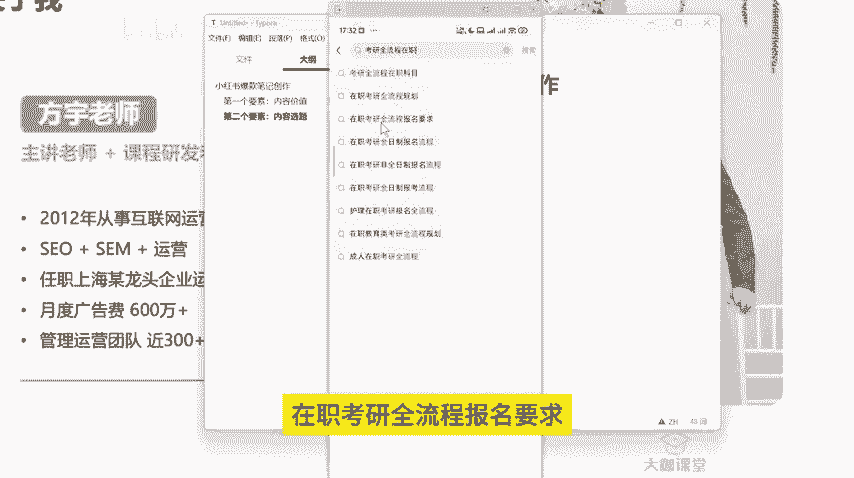 于我
方宇老师
主讲老师 + 课程研发
• 2012年从事互联网运营
• SEO + SEM + 运营
• 任职上海某龙头企业运
• 月度广告费 600万+
• 管理运营团队 近300+
T Untitled - Typora
文件(F) 编辑(E) 段落(P) 格式(O)
文件 大纲
小红书爆款笔记创作
第一个要素：内容价值
第二个要素：内容选题
17:32
考研全流程在职 搜索
考研全流程在职科目
在职考研全流程规划
在职考研全流程报名要求
在职考研全日制报名流程
在职考研非全日制报名流程
在职考研全日制报考流程
护理在职考研报名全流程
在职教育类考研全流程规划
成人在职考研全流程
作
ZH
大咖课堂
在职考研全流程报名要求